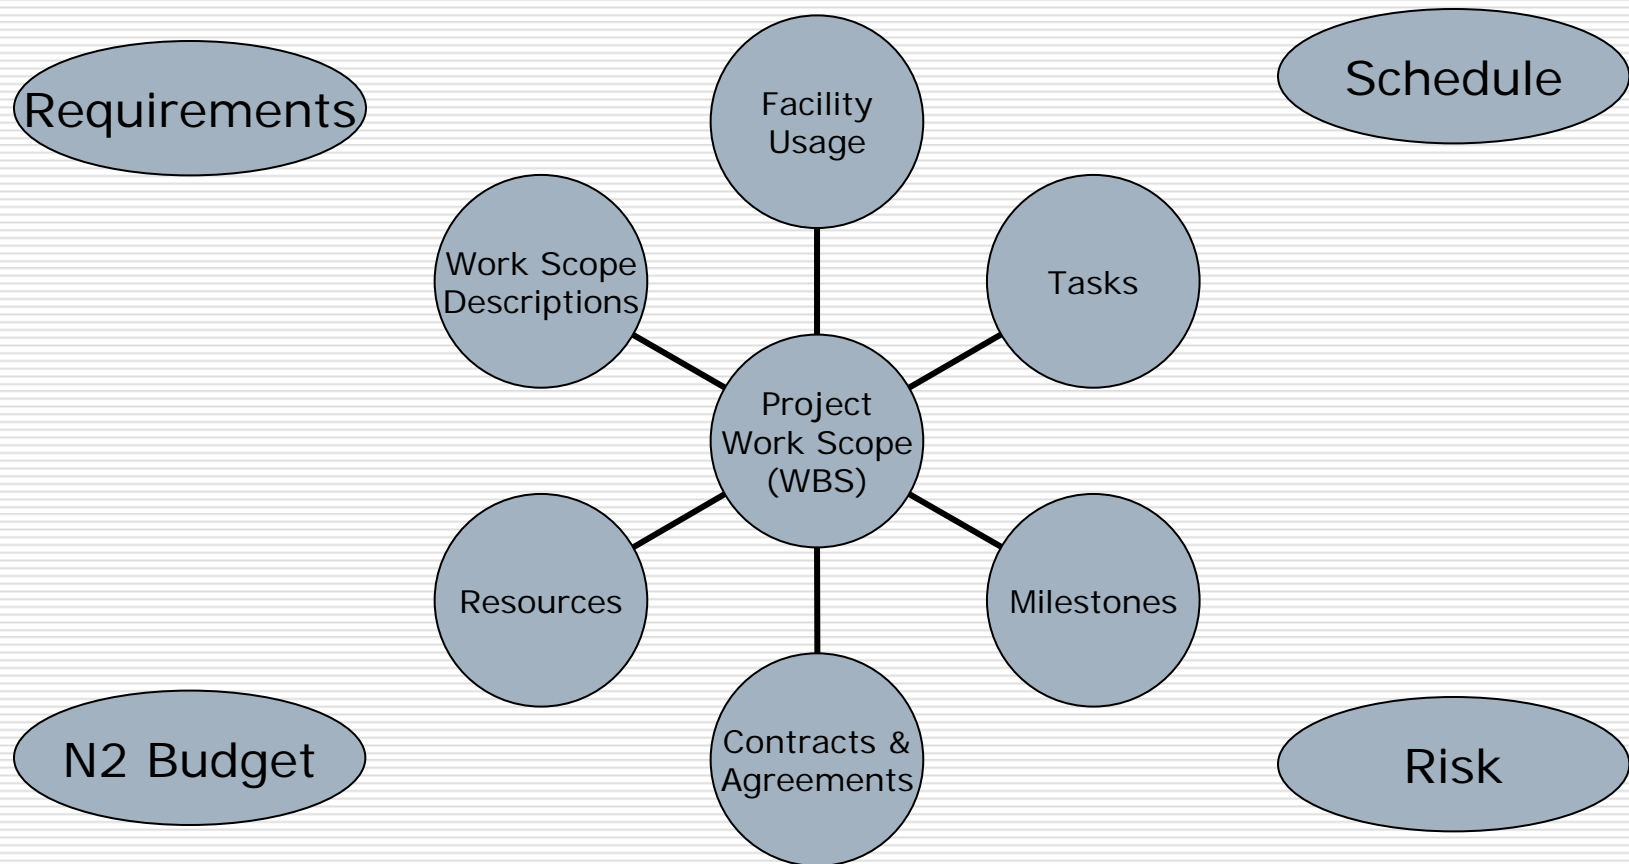 Requirements
Schedule
Facility
Usage
Work Scope
Descriptions
Tasks
Project
Work Scope
(WBS)
Resources
Milestones
Contracts &
Agreements
N2 Budget
Risk